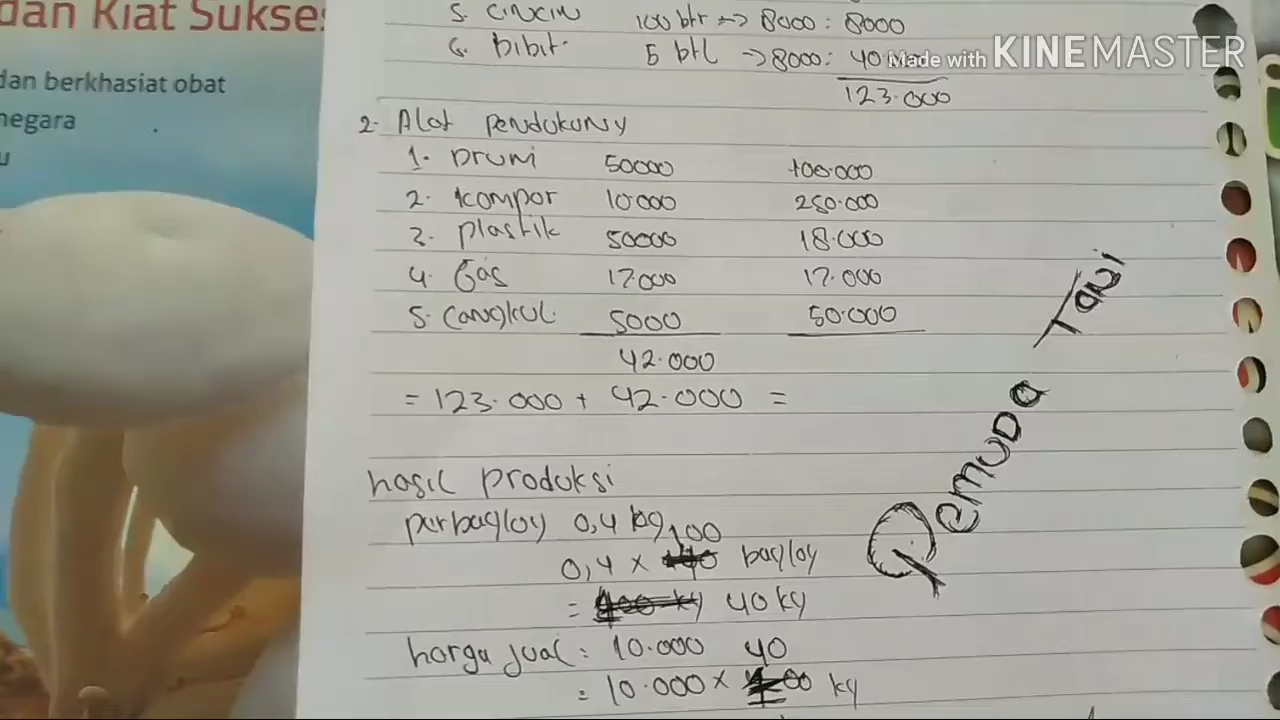 dan Kiat Sukses
dan berkhasiat obat
negara
u
5. cincin 100 btr => 8000 : 8000
6. Bibit 5 btl -> 8000 : 40.
Made with KINEMASTER
123.000
2. Alat pendukung
1. Drum 50000 100.000
2. kompor 10000 250.000
3. plastik 50000 18.000
4. Gas 17.000 17.000
5. Cangkul 5000 50.000
42.000
= 123.000 + 42.000 =
hasil produksi
perbaglog 0,4 kg
100
0,4 x baglog
= 40 kg
harga jual = 10.000 40
= 10.000 x kg
Pemuda Tani